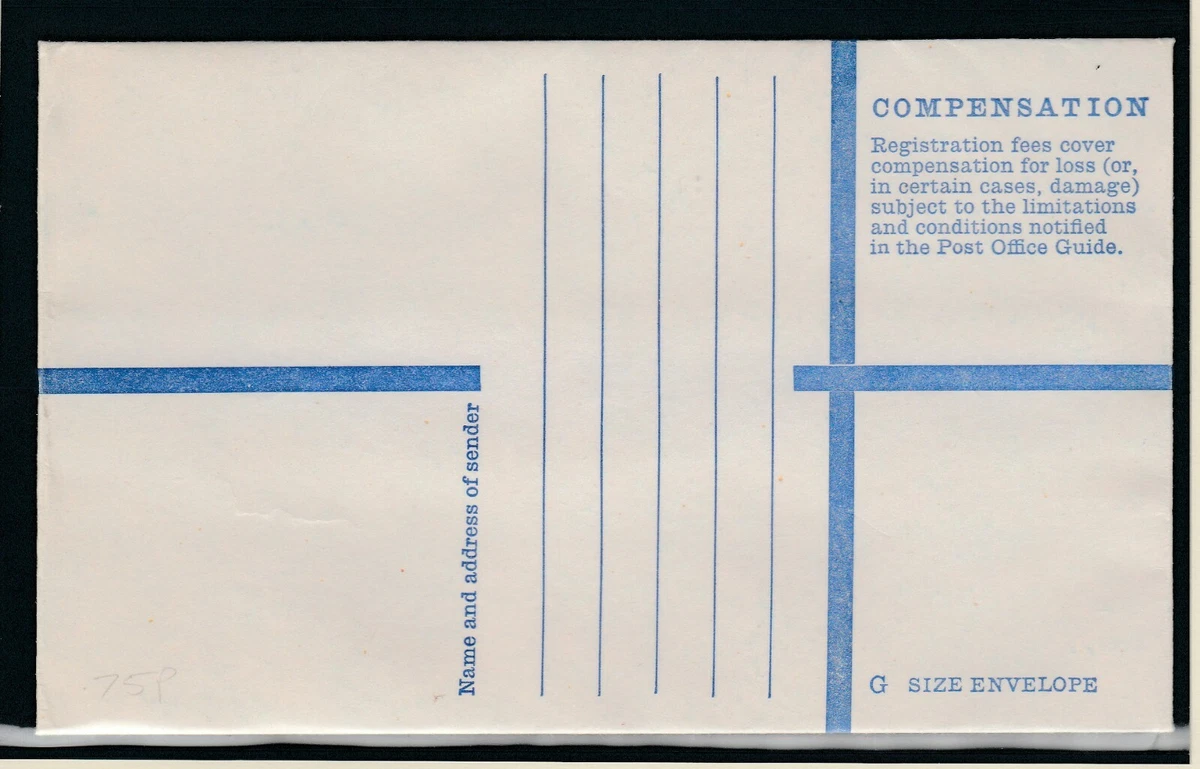 COMPENSATION
Registration fees cover
compensation for loss (or,
in certain cases, damage)
subject to the limitations
and conditions notified
in the Post Office Guide.
Name and address of sender
G SIZE ENVELOPE
75P